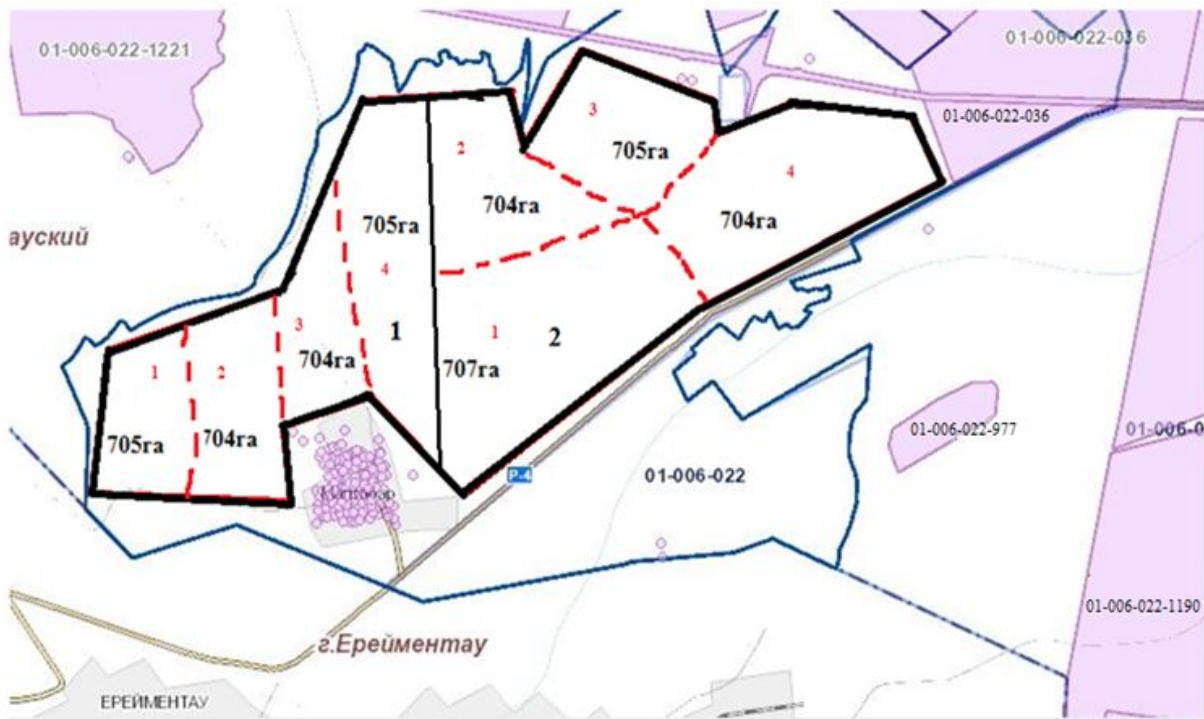 01-006-022-1221
01-006-022-036
01-006-022-036
3
2
705га
4
704га
704га
705га
ауский
4
3
1
1
2
1
2
704га
707га
705га
704га
01-006-022-977
01-006-0
P-4
01-006-022
01-006-022-1190
г.Ерейментау
ЕРЕЙМЕНТАУ